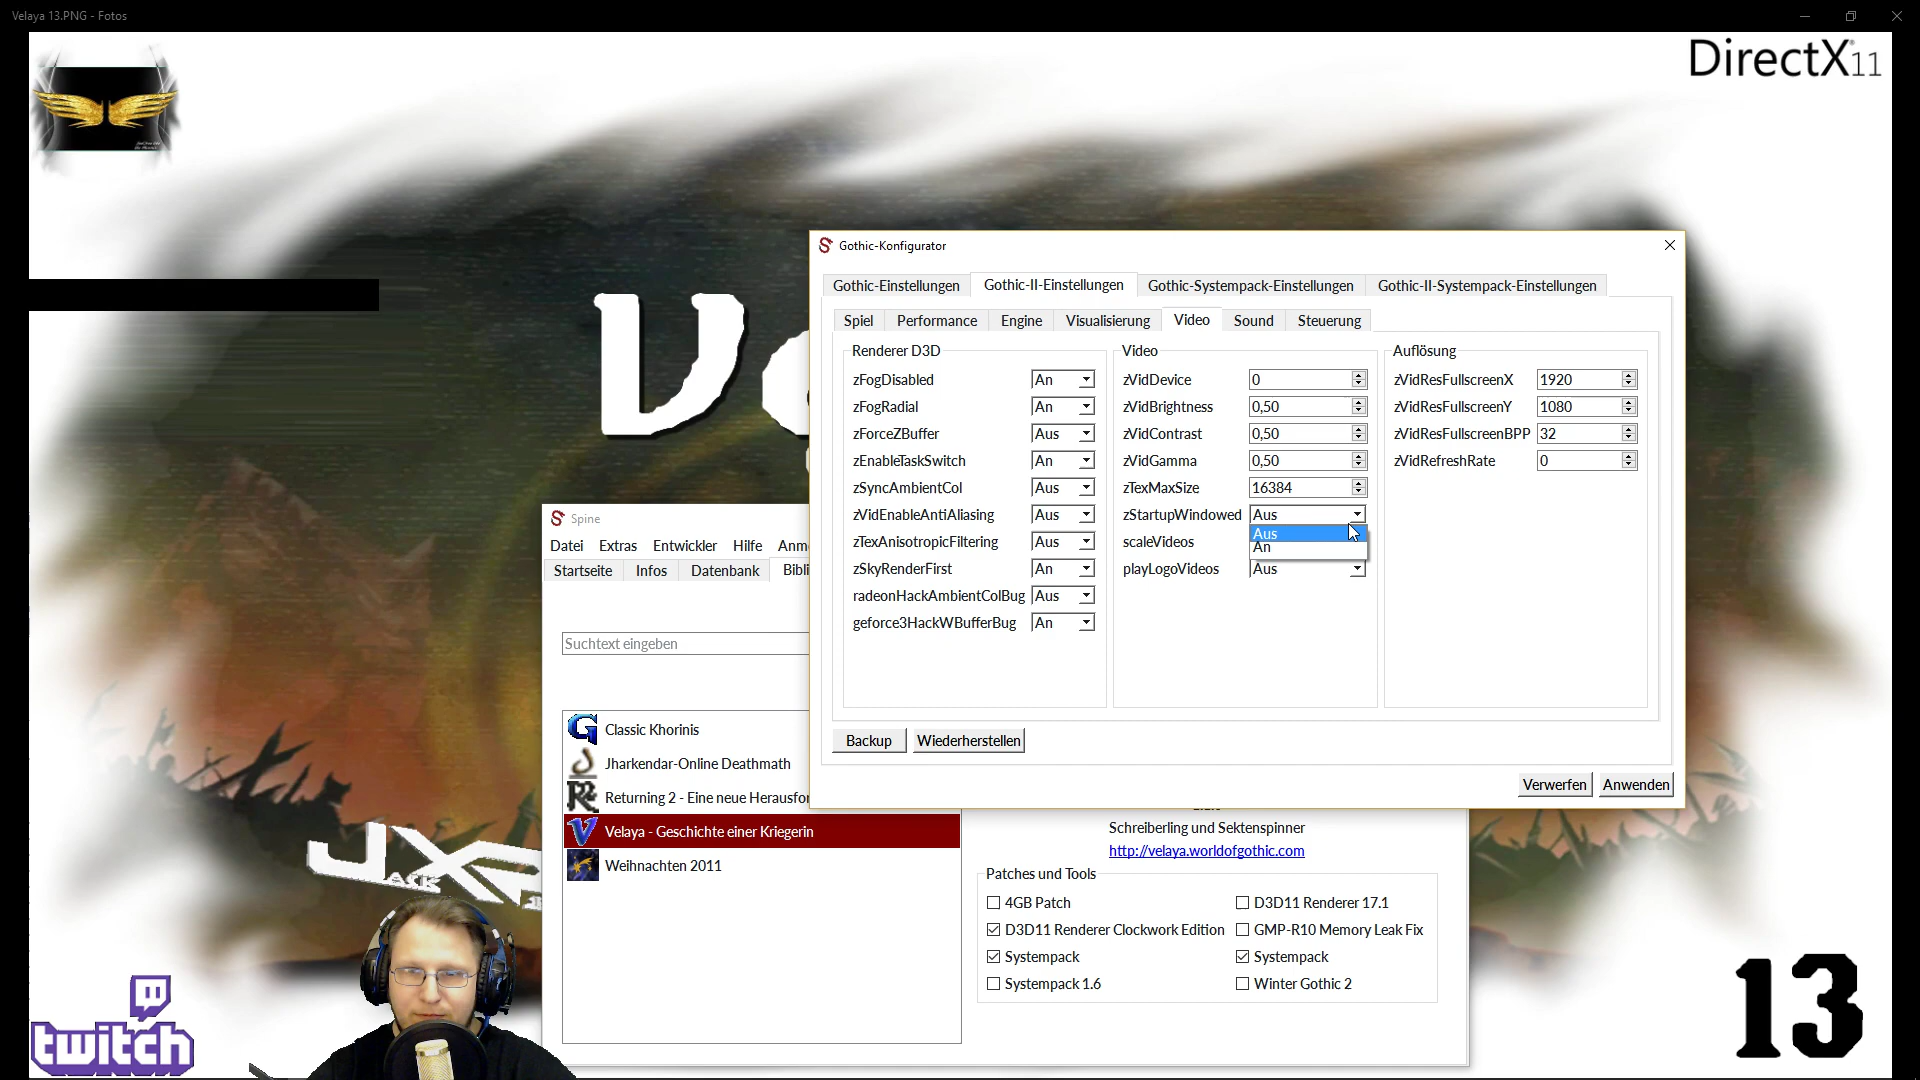 Velaya 13.PNG - Fotos
DirectX 11
Gothic-Konfigurator
Gothic-Einstellungen
Gothic-II-Einstellungen
Gothic-Systempack-Einstellungen
Gothic-II-Systempack-Einstellungen
Spiel
Performance
Engine
Visualisierung
Video
Sound
Steuerung
Renderer D3D
zFogDisabled An
zFogRadial An
zForceZBuffer Aus
zEnableTaskSwitch An
zSyncAmbientCol Aus
zVidEnableAntiAliasing Aus
zTexAnisotropicFiltering Aus
zSkyRenderFirst An
radeonHackAmbientColBug Aus
geforce3HackWBufferBug An
Video
zVidDevice 0
zVidBrightness 0,50
zVidContrast 0,50
zVidGamma 0,50
zTexMaxSize 16384
zStartupWindowed Aus
Aus
An
scaleVideos
playLogoVideos Aus
Auflösung
zVidResFullscreenX 1920
zVidResFullscreenY 1080
zVidResFullscreenBPP 32
zVidRefreshRate 0
Backup
Wiederherstellen
Verwerfen
Anwenden
Spine
Datei
Extras
Entwickler
Hilfe
Anm
Startseite
Infos
Datenbank
Bibli
Suchtext eingeben
Classic Khorinis
Jharkendar-Online Deathmath
Returning 2 - Eine neue Herausfor
Velaya - Geschichte einer Kriegerin
Weihnachten 2011
Schreiberling und Sektenspinner
http://velaya.worldofgothic.com
Patches und Tools
4GB Patch
D3D11 Renderer 17.1
D3D11 Renderer Clockwork Edition
GMP-R10 Memory Leak Fix
Systempack
Systempack
Systempack 1.6
Winter Gothic 2
JACK
twitch
13